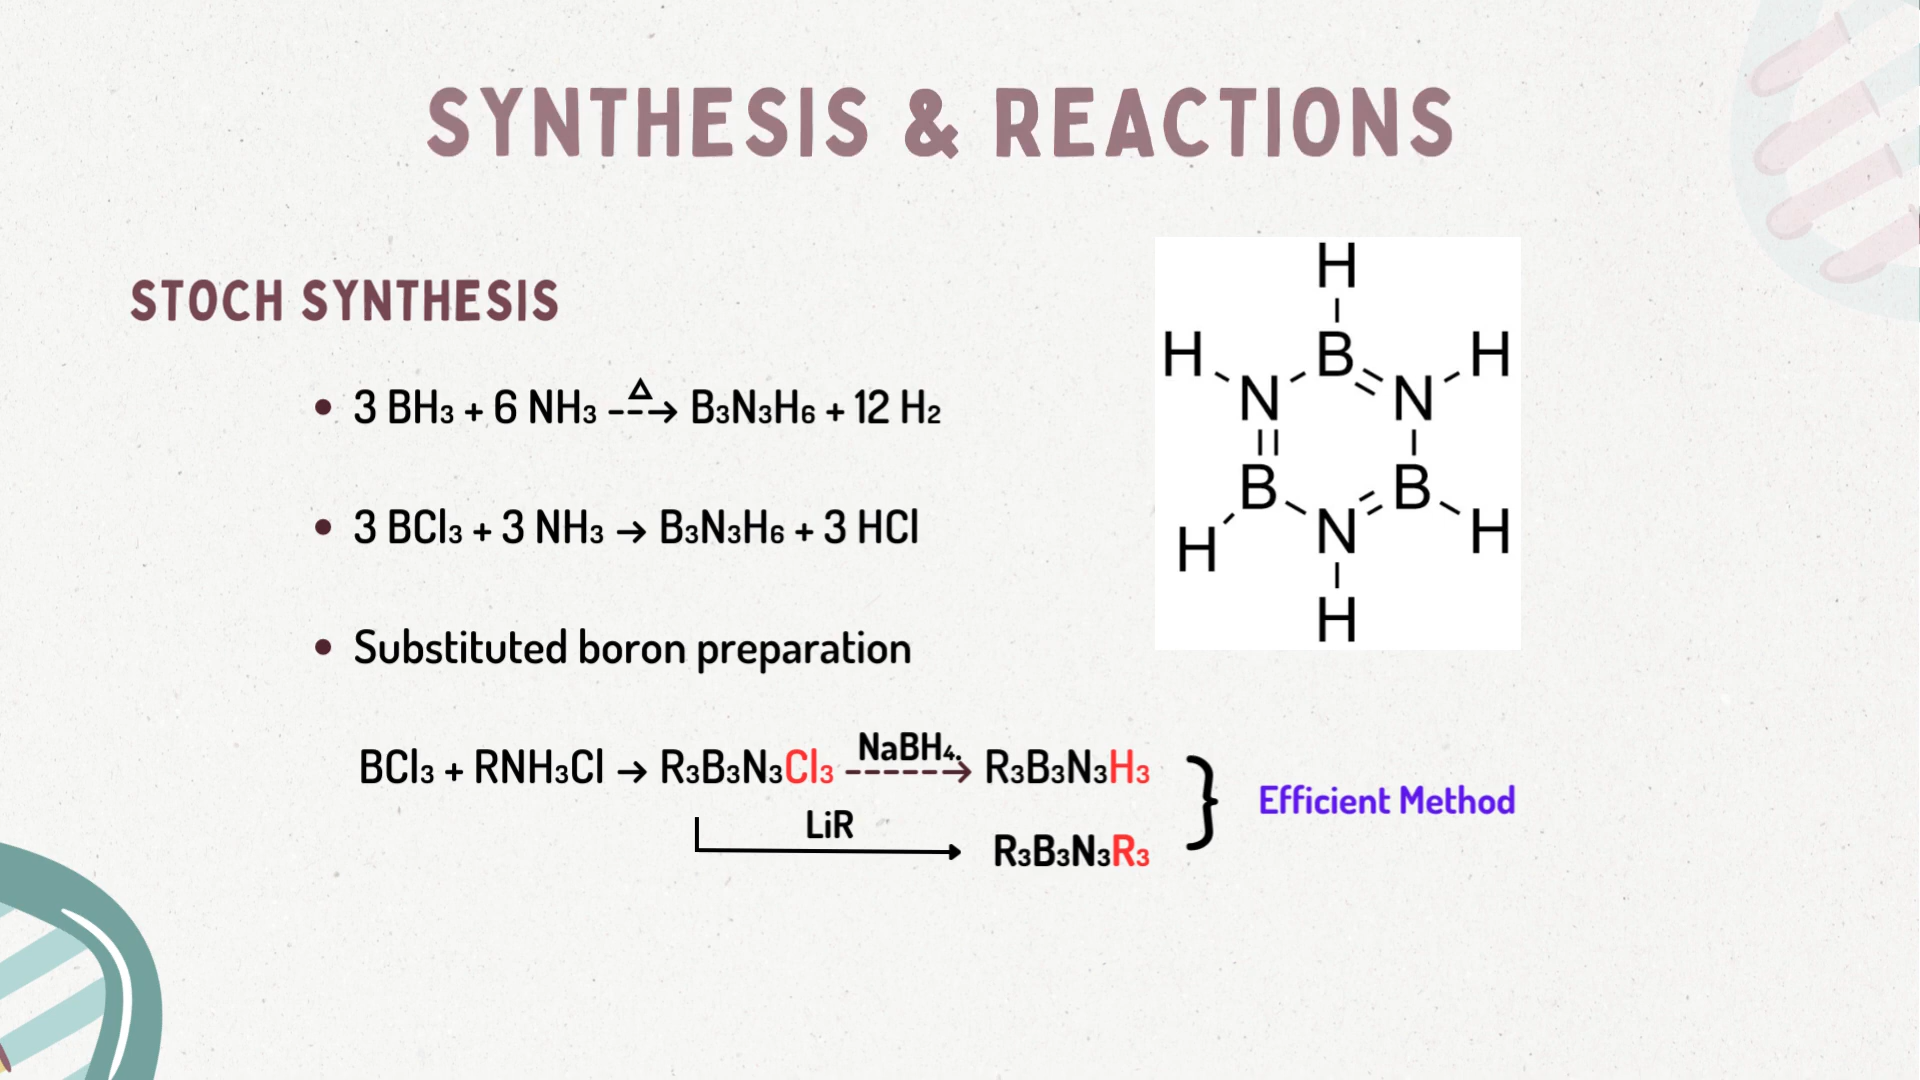 SYNTHESIS & REACTIONS
STOCH SYNTHESIS
• 3 BH₃ + 6 NH₃ --Δ--> B₃N₃H₆ + 12 H₂
• 3 BCl₃ + 3 NH₃ → B₃N₃H₆ + 3 HCl
• Substituted boron preparation
NaBH₄.
BCl₃ + RNH₃Cl → R₃B₃N₃Cl₃ -----→ R₃B₃N₃H₃
Efficient Method
LiR
R₃B₃N₃R₃
H
H B H
N N
B B
H N H
H